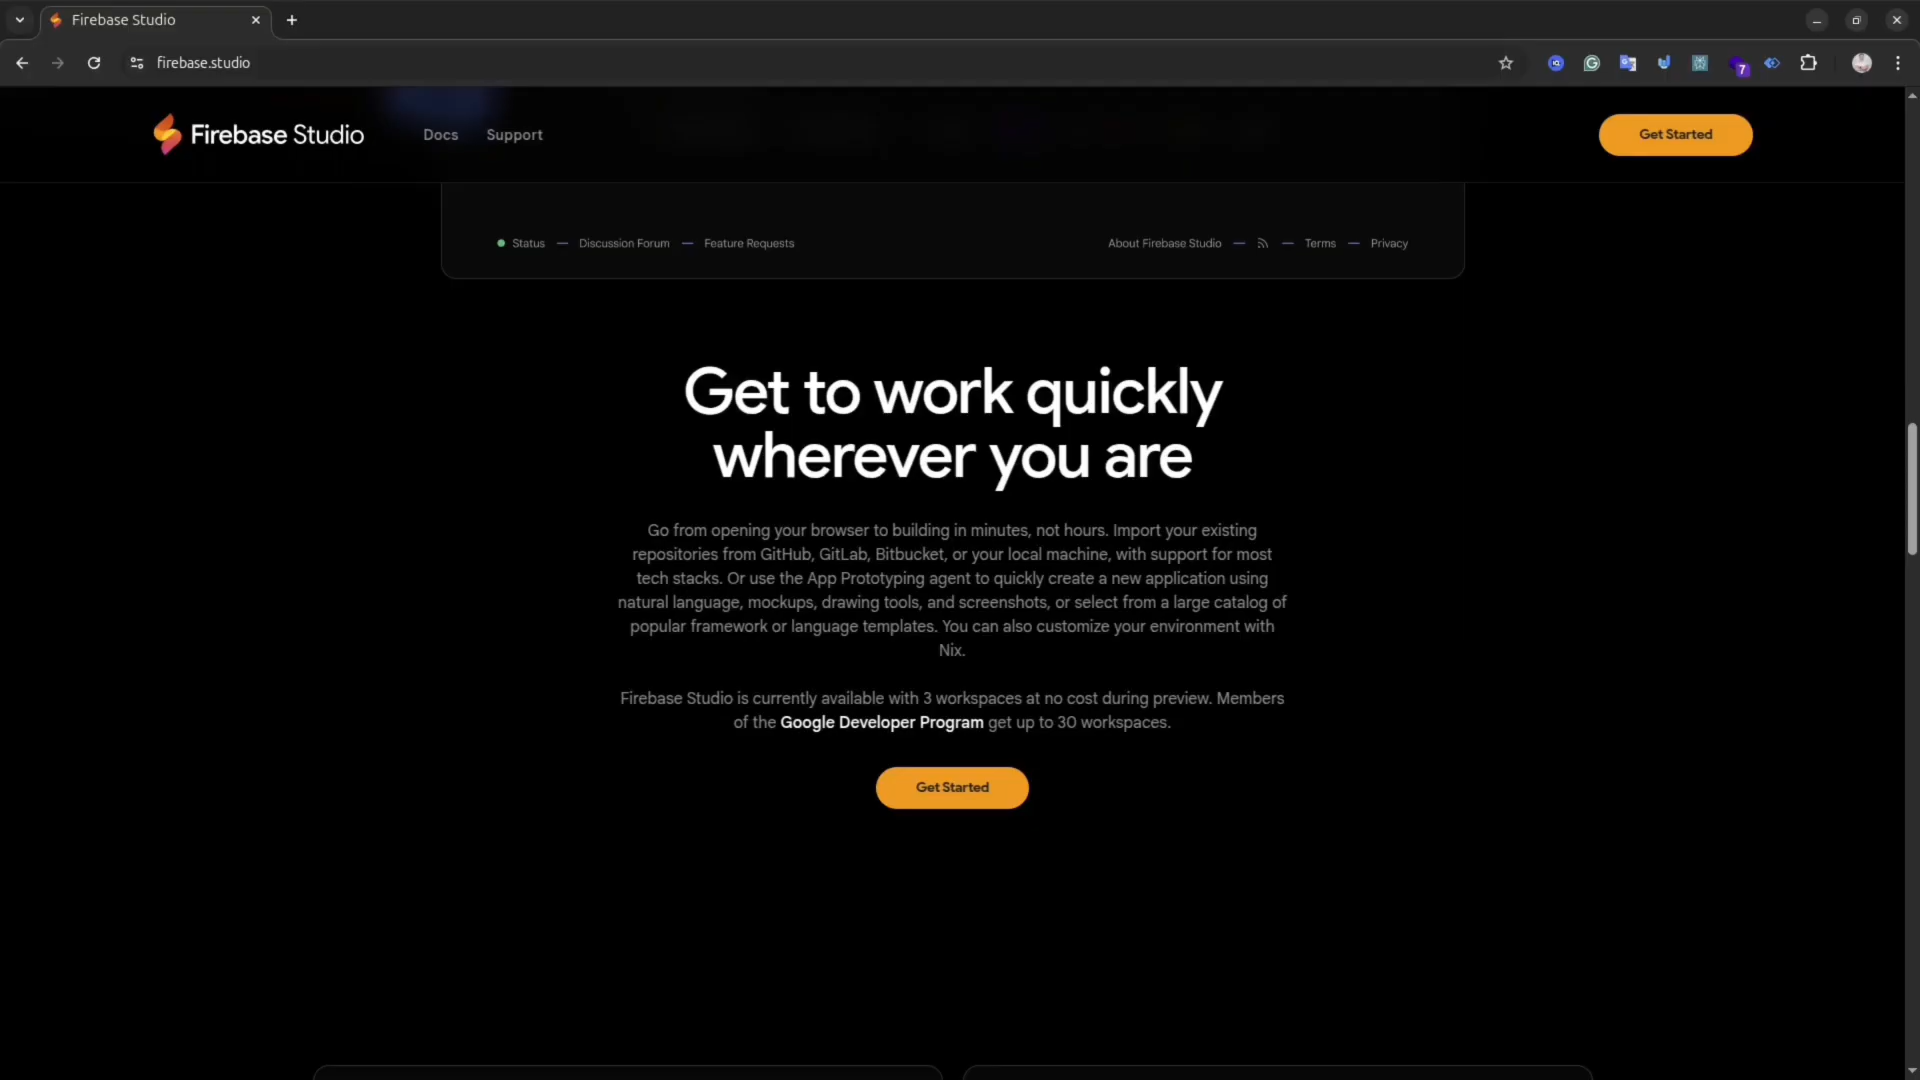 Firebase Studio
firebase.studio
7
Firebase Studio
Docs
Support
Get Started
Status — Discussion Forum — Feature Requests
About Firebase Studio — — Terms — Privacy
Get to work quickly
wherever you are
Go from opening your browser to building in minutes, not hours. Import your existing
repositories from GitHub, GitLab, Bitbucket, or your local machine, with support for most
tech stacks. Or use the App Prototyping agent to quickly create a new application using
natural language, mockups, drawing tools, and screenshots, or select from a large catalog of
popular framework or language templates. You can also customize your environment with
Nix.
Firebase Studio is currently available with 3 workspaces at no cost during preview. Members
of the Google Developer Program get up to 30 workspaces.
Get Started